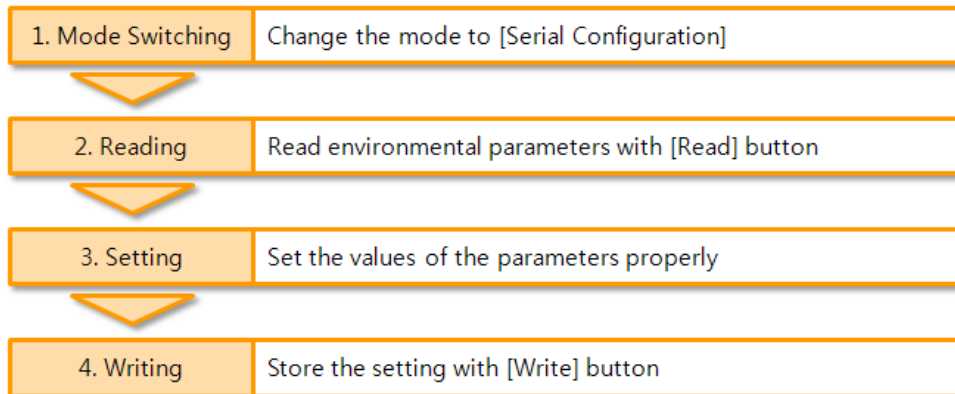 1. Mode Switching Change the mode to [Serial Configuration]
2. Reading Read environmental parameters with [Read] button
3. Setting Set the values of the parameters properly
4. Writing Store the setting with [Write] button